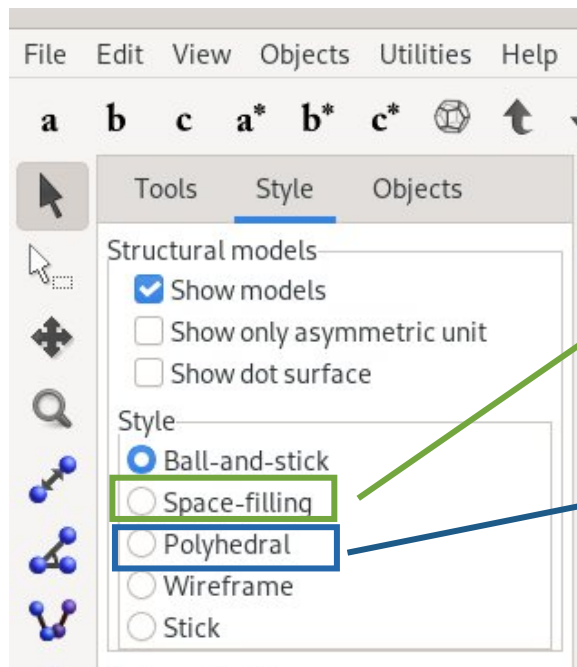 File Edit View Objects Utilities Help
a b c a* b* c*
Tools Style Objects
Structural models
Show models
Show only asymmetric unit
Show dot surface
Style
Ball-and-stick
Space-filling
Polyhedral
Wireframe
Stick